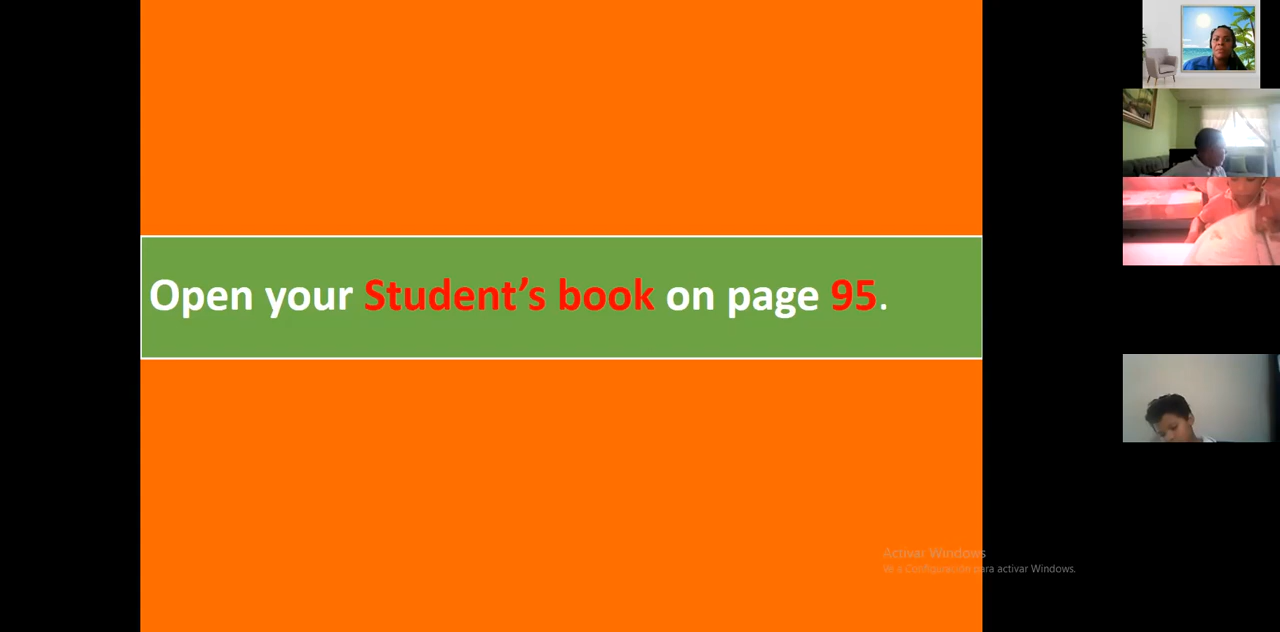 Open your Student’s book on page 95.
Activar Windows
Ve a Configuración para activar Windows.